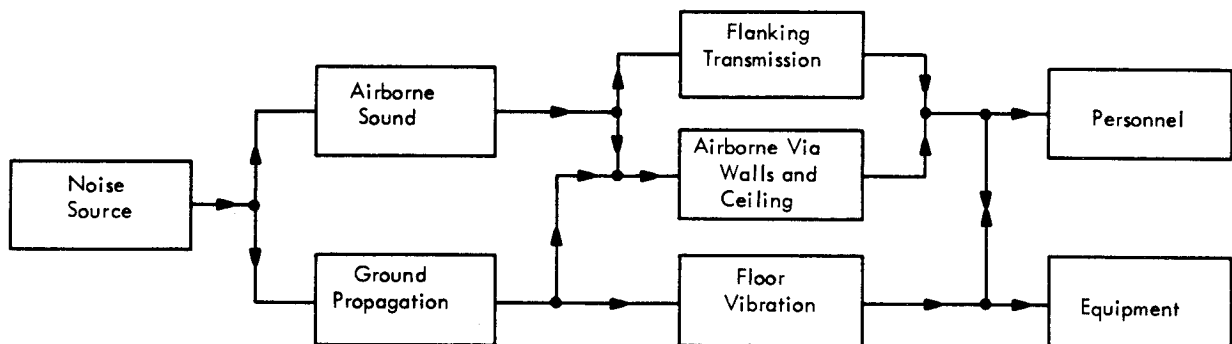 Noise
Source
Airborne
Sound
Ground
Propagation
Flanking
Transmission
Airborne Via
Walls and
Ceiling
Floor
Vibration
Personnel
Equipment